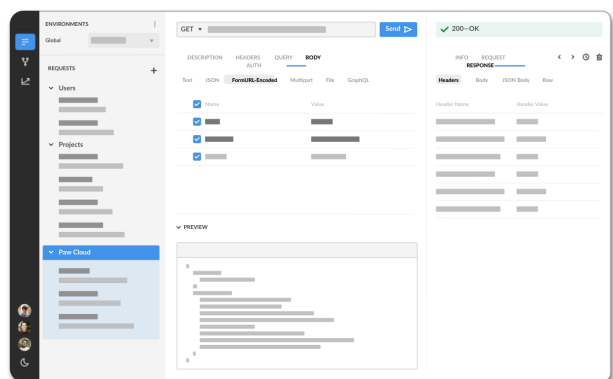 ENVIRONMENTS
Global
REQUESTS +
Users
Projects
Paw Cloud
GET
Send
DESCRIPTION HEADERS QUERY BODY
AUTH
Text JSON FormURL-Encoded Multipart File GraphQL
Name Value
PREVIEW
200—OK
INFO REQUEST
RESPONSE
Headers Body JSON Body Raw
Header Name Header Value